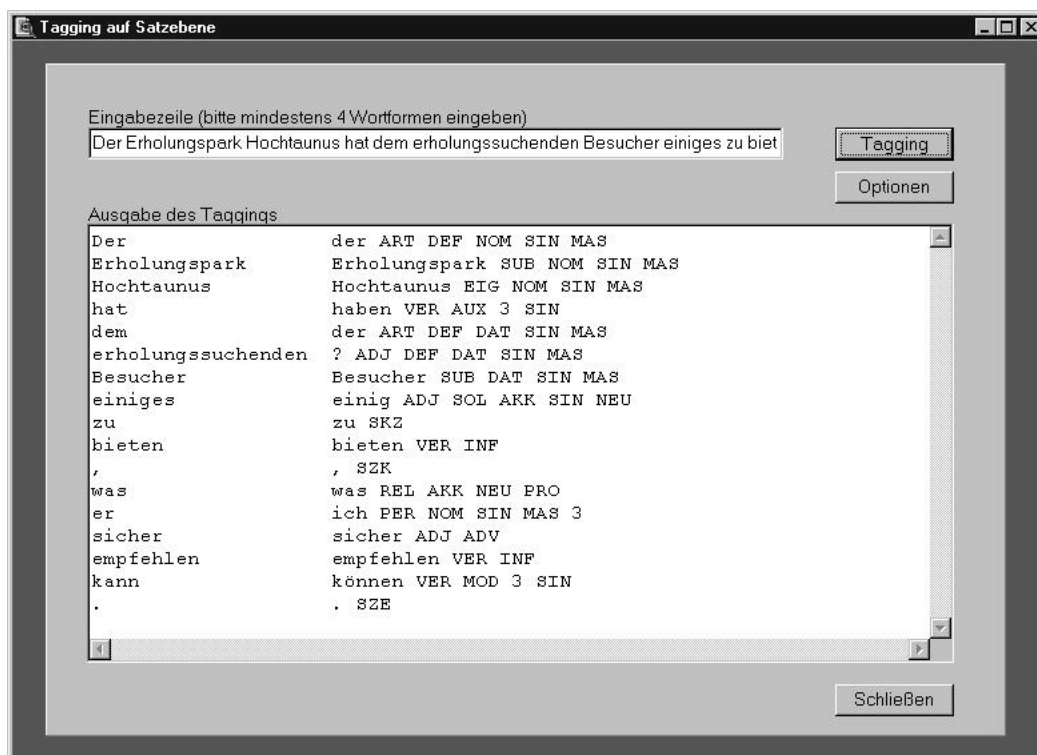 Tagging auf Satzebene
Eingabezeile (bitte mindestens 4 Wortformen eingeben)
Der Erholungspark Hochtaunus hat dem erholungssuchenden Besucher einiges zu biet
Tagging
Optionen
Ausgabe des Taggings
Der der ART DEF NOM SIN MAS
Erholungspark Erholungspark SUB NOM SIN MAS
Hochtaunus Hochtaunus EIG NOM SIN MAS
hat haben VER AUX 3 SIN
dem der ART DEF DAT SIN MAS
erholungssuchenden ? ADJ DEF DAT SIN MAS
Besucher Besucher SUB DAT SIN MAS
einiges einig ADJ SOL AKK SIN NEU
zu zu SKZ
bieten bieten VER INF
, , SZK
was was REL AKK NEU PRO
er ich PER NOM SIN MAS 3
sicher sicher ADJ ADV
empfehlen empfehlen VER INF
kann können VER MOD 3 SIN
. . SZE
Schließen